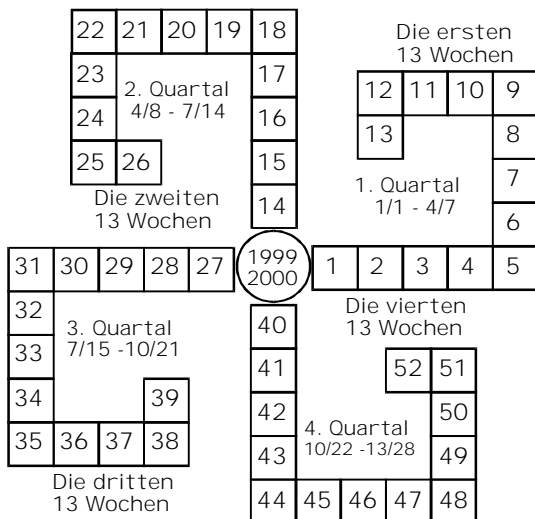 22 21 20 19 18
23 17
2. Quartal
4/8 - 7/14
24 16
25 26 15
14
Die zweiten
13 Wochen
Die ersten
13 Wochen
12 11 10 9
13 8
7
1. Quartal
1/1 - 4/7
6
1999
2000
1 2 3 4 5
31 30 29 28 27
32
3. Quartal
7/15 -10/21
33
34 39
35 36 37 38
Die dritten
13 Wochen
Die vierten
13 Wochen
40
41 52 51
42 50
4. Quartal
10/22 -13/28
43 49
44 45 46 47 48